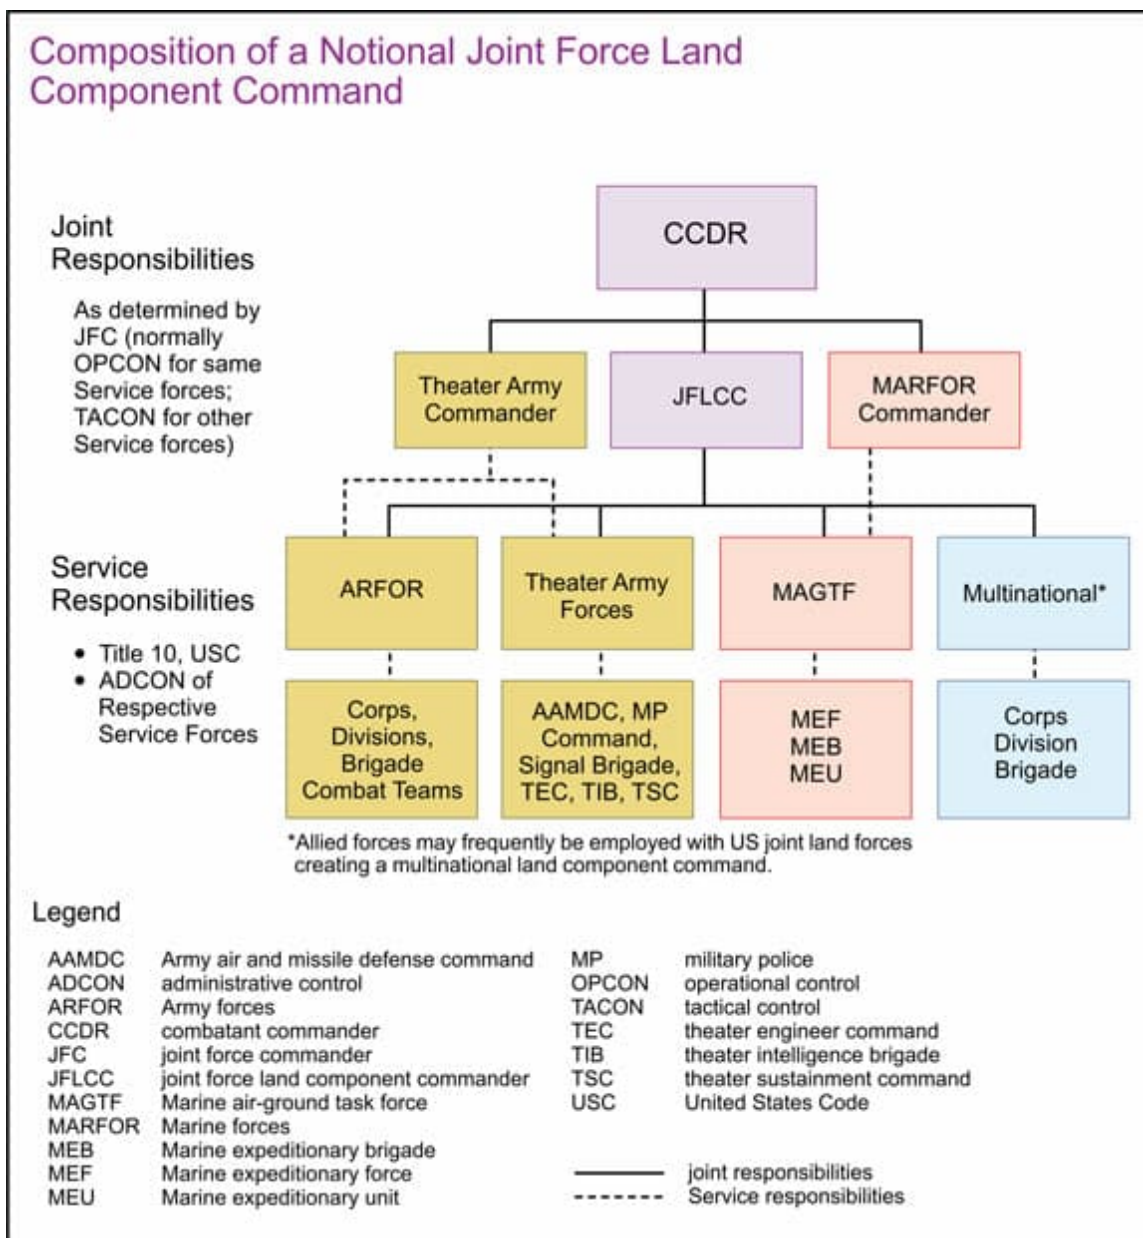 Composition of a Notional Joint Force Land
Component Command
Joint
Responsibilities
As determined by
JFC (normally
OPCON for same
Service forces;
TACON for other
Service forces)
CCDR
Theater Army
Commander
JFLCC
MARFOR
Commander
Service
Responsibilities
• Title 10, USC
• ADCON of
Respective
Service Forces
ARFOR
Theater Army
Forces
MAGTF
Multinational*
Corps,
Divisions,
Brigade
Combat Teams
AAMDC, MP
Command,
Signal Brigade,
TEC, TIB, TSC
MEF
MEB
MEU
Corps
Division
Brigade
*Allied forces may frequently be employed with US joint land forces
creating a multinational land component command.
Legend
AAMDC Army air and missile defense command
ADCON administrative control
ARFOR Army forces
CCDR combatant commander
JFC joint force commander
JFLCC joint force land component commander
MAGTF Marine air-ground task force
MARFOR Marine forces
MEB Marine expeditionary brigade
MEF Marine expeditionary force
MEU Marine expeditionary unit
MP military police
OPCON operational control
TACON tactical control
TEC theater engineer command
TIB theater intelligence brigade
TSC theater sustainment command
USC United States Code
joint responsibilities
Service responsibilities